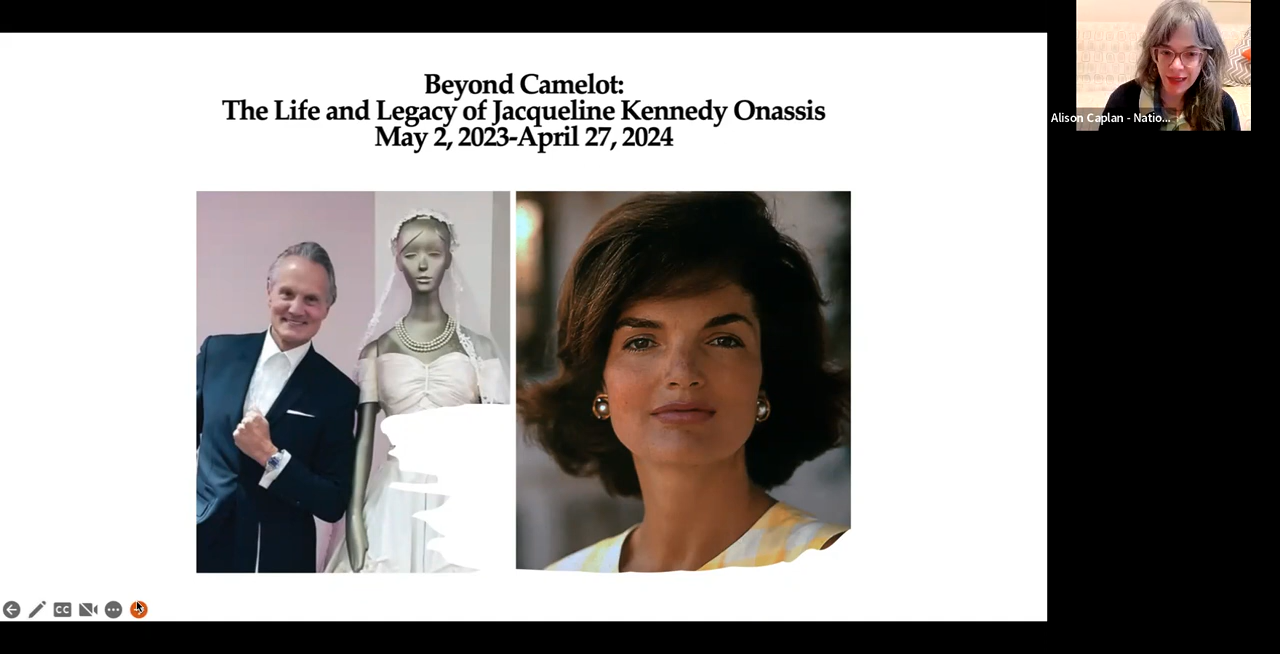 Beyond Camelot:
The Life and Legacy of Jacqueline Kennedy Onassis
May 2, 2023-April 27, 2024
Alison Caplan - Natio...
CC